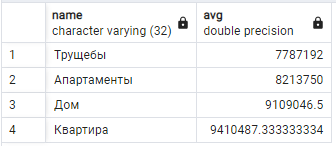 name avg
character varying (32) double precision
1 Трущебы 7787192
2 Апартаменты 8213750
3 Дом 9109046.5
4 Квартира 9410487.333333334